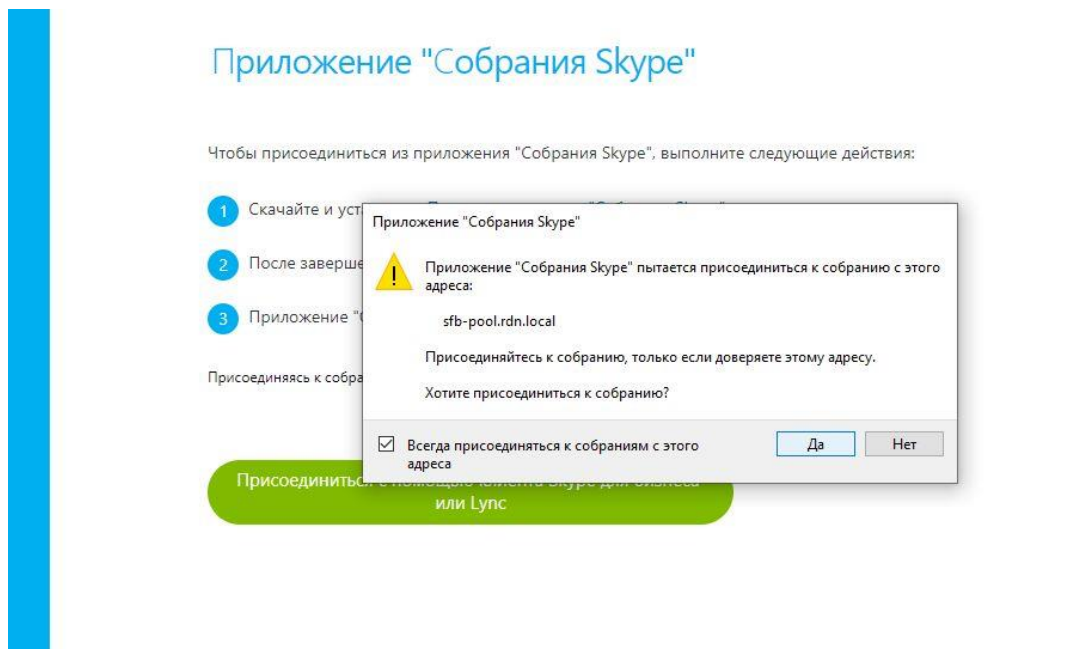 Приложение "Собрания Skype"
Чтобы присоединиться из приложения "Собрания Skype", выполните следующие действия:
1 Скачайте и уст
2 После заверше
3 Приложение "
Присоединяясь к собра
Приложение "Собрания Skype"
Приложение "Собрания Skype" пытается присоединиться к собранию с этого
адреса:
sfb-pool.rdn.local
Присоединяйтесь к собранию, только если доверяете этому адресу.
Хотите присоединиться к собранию?
Всегда присоединяться к собраниям с этого
адреса
Да
Нет
Присоединитьс
или Lync